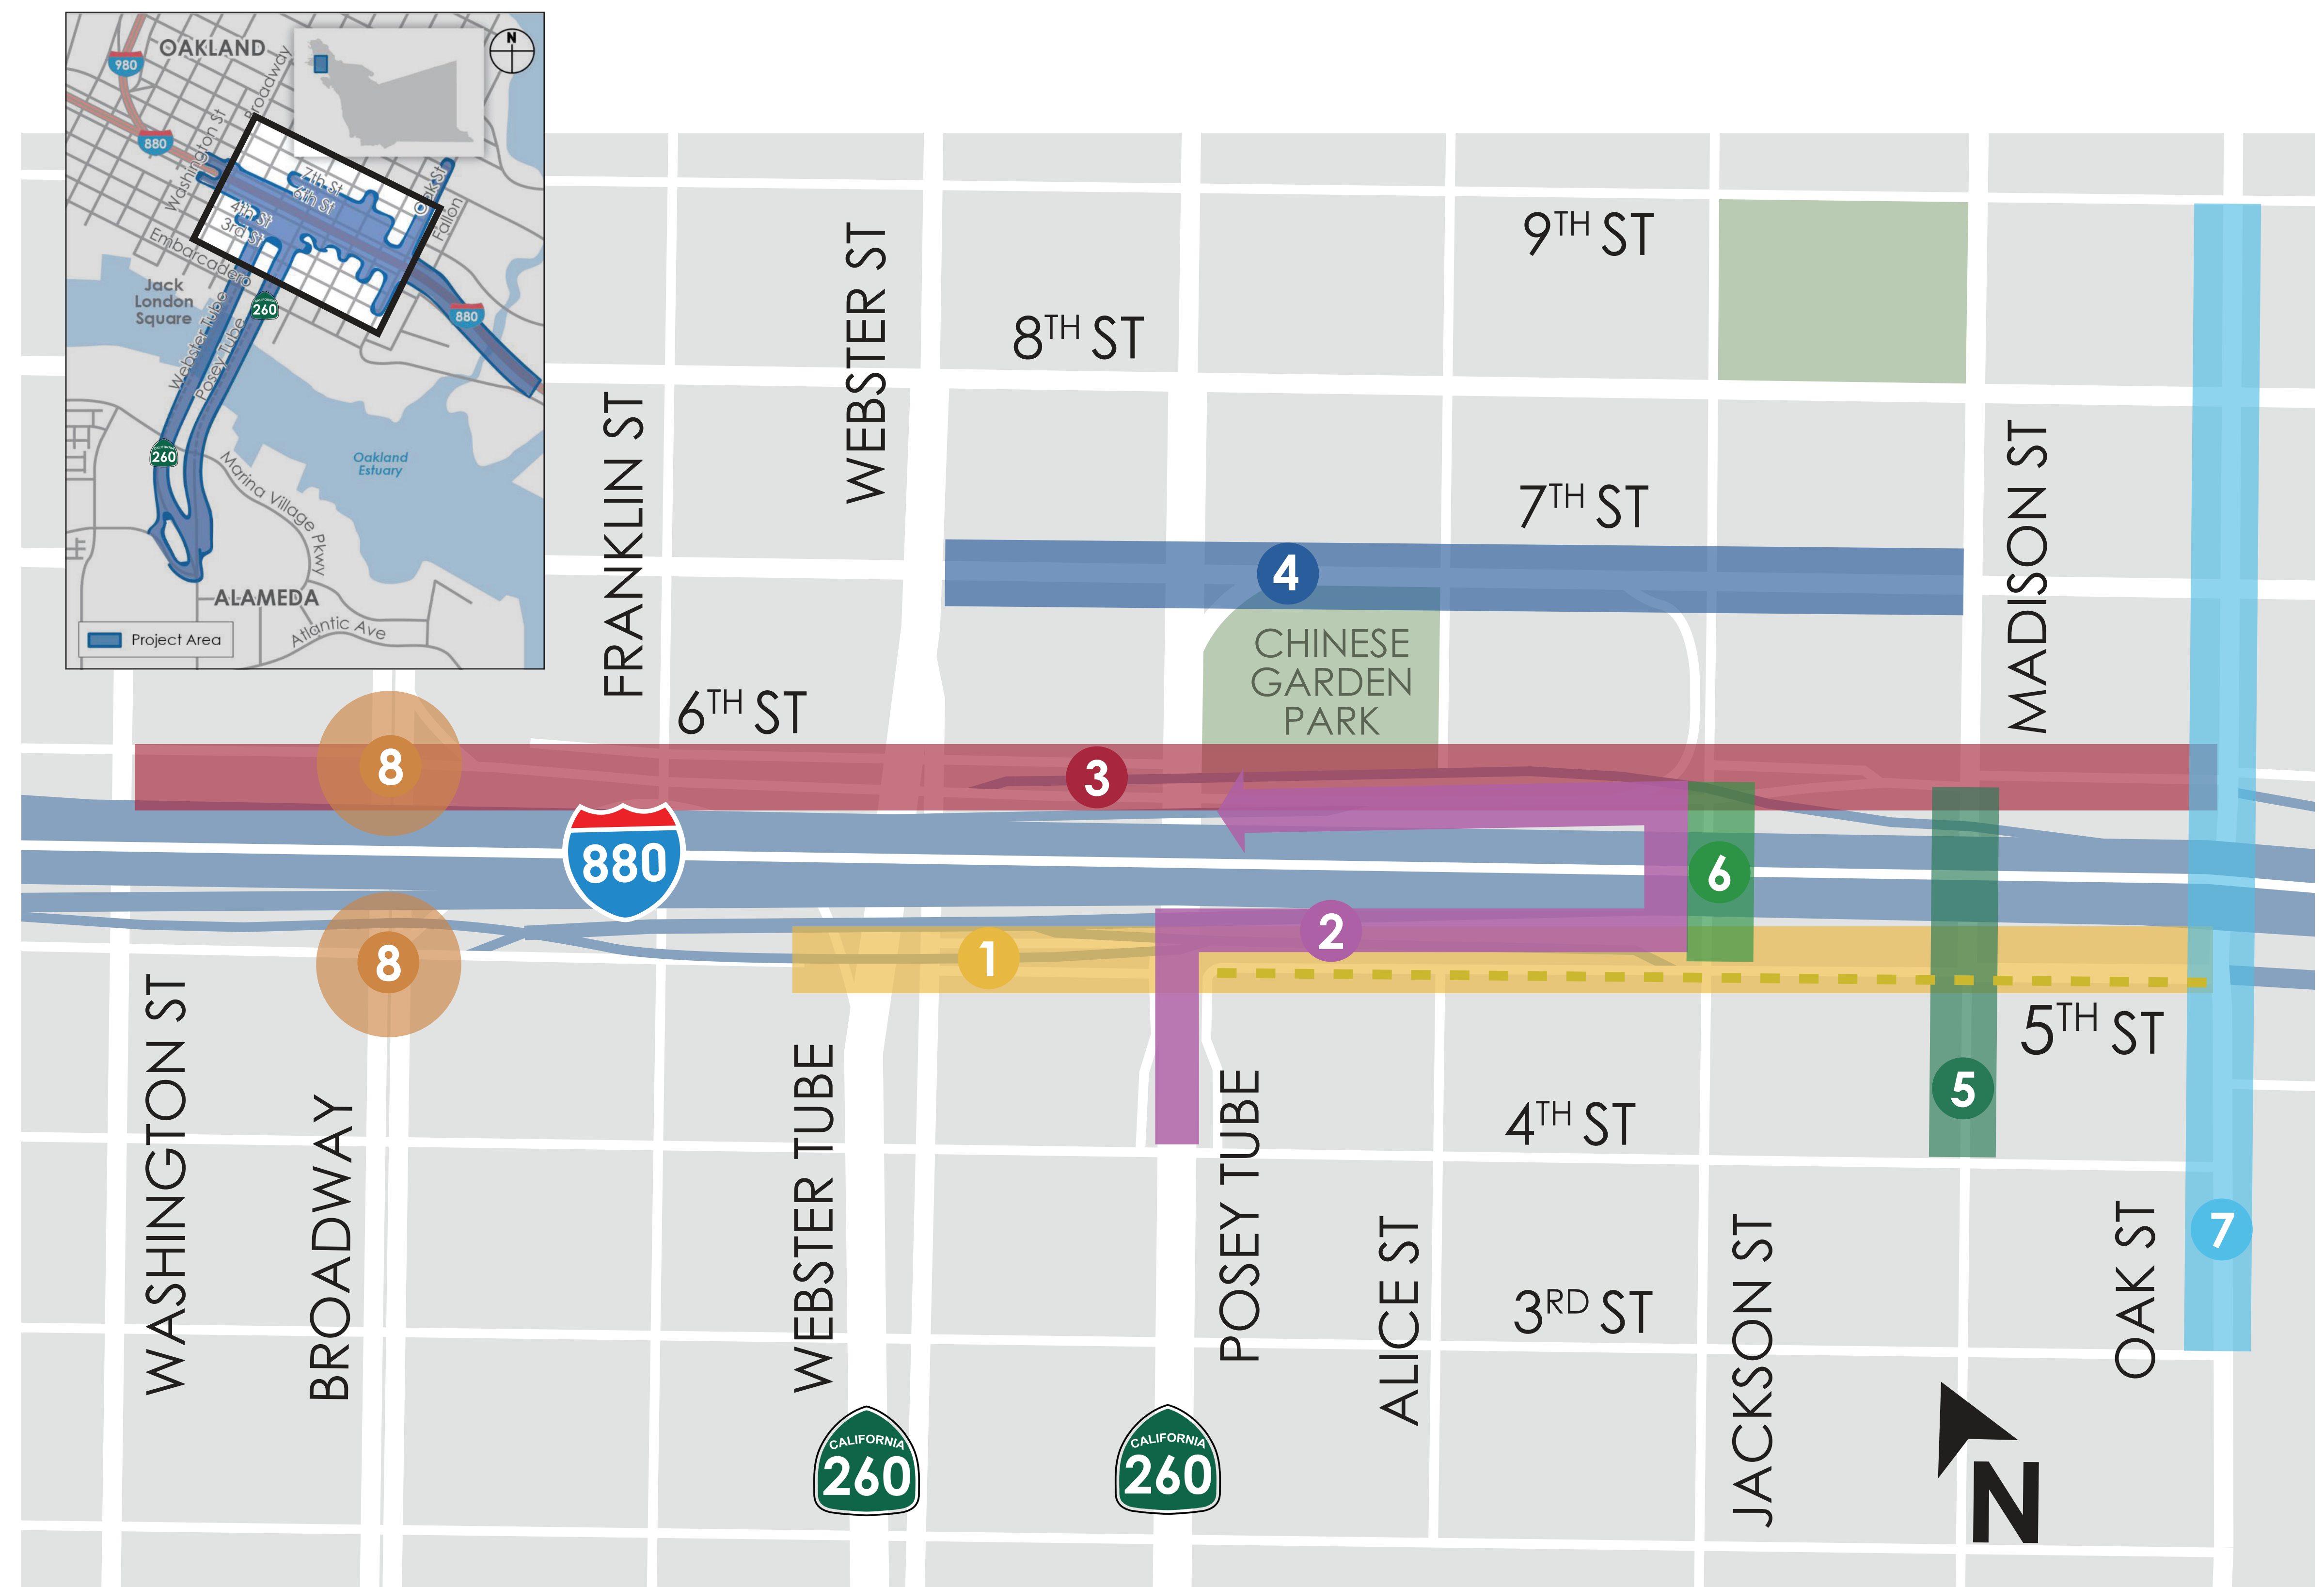 OAKLAND
N
980
Broadway
880
Washington St
7th St
6th St
Oak St
4th St
3rd St
Fallon
Embarcadero
Jack
London
Square
CALIFORNIA
260
880
Webster Tube
Posey Tube
CALIFORNIA
260
Oakland
Estuary
Marina Village Pkwy
ALAMEDA
Atlantic Ave
Project Area
9TH ST
WEBSTER ST
8TH ST
FRANKLIN ST
7TH ST
MADISON ST
4
CHINESE
GARDEN
PARK
6TH ST
8
3
880
6
2
1
8
5TH ST
5
WASHINGTON ST
BROADWAY
WEBSTER TUBE
POSEY TUBE
4TH ST
7
ALICE ST
3RD ST
JACKSON ST
OAK ST
CALIFORNIA
260
CALIFORNIA
260
N